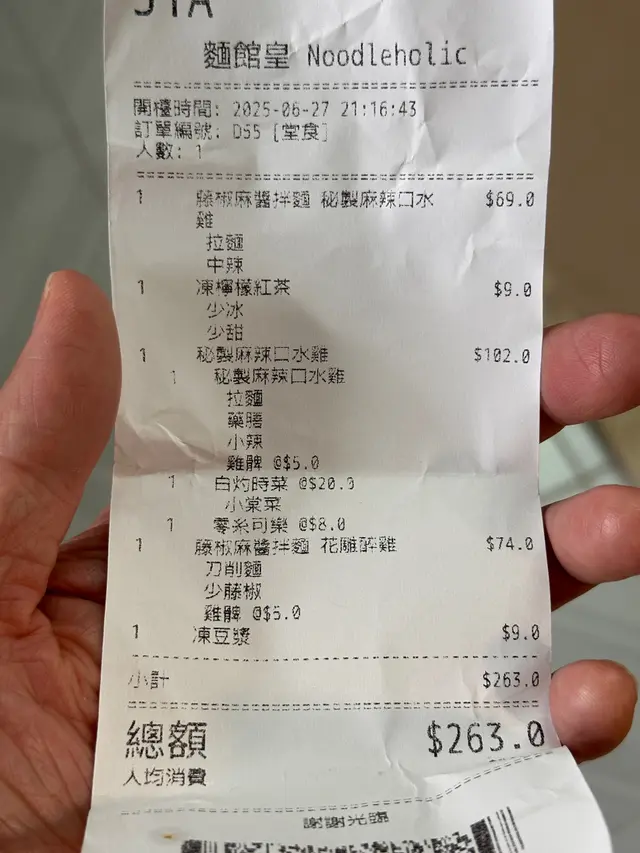 麵館皇 Noodleholic
開檯時間: 2025-06-27 21:16:43
訂單編號: D55 [堂食]
人數: 1
1 藤椒麻醬拌麵 秘製麻辣口水 $69.0
雞
拉麵
中辣
1 凍檸檬紅茶 $9.0
少冰
少甜
1 秘製麻辣口水雞 $102.0
1 秘製麻辣口水雞
拉麵
藥膳
小辣
雞髀 @$5.0
1 白灼時菜 @$20.0
小棠菜
1 零系可樂 @$8.0
1 藤椒麻醬拌麵 花雕醉雞 $74.0
刀削麵
少藤椒
雞髀 @$5.0
1 凍豆漿 $9.0
小計 $263.0
總額 $263.0
人均消費
謝謝光臨